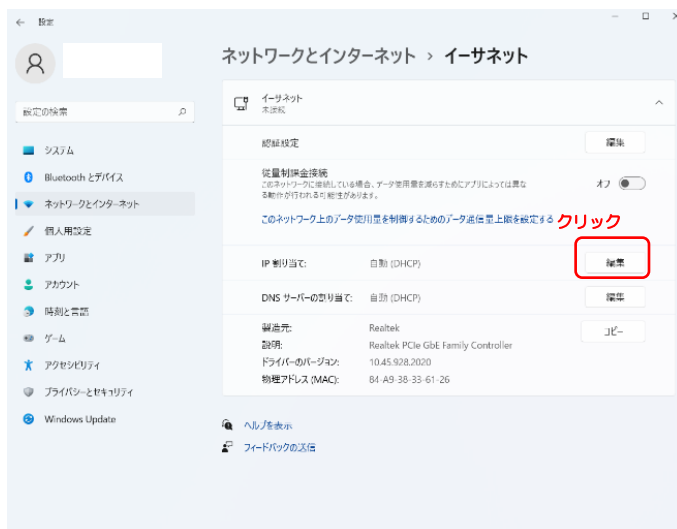 設定
ネットワークとインターネット › イーサネット
設定の検索
システム
Bluetooth とデバイス
ネットワークとインターネット
個人用設定
アプリ
アカウント
時刻と言語
ゲーム
アクセシビリティ
プライバシーとセキュリティ
Windows Update
イーサネット
未接続
認証設定
編集
従量制課金接続
このネットワークに接続している場合、データ使用量を減らすためにアプリによっては異な
る動作が行われる可能性があります。
オフ
このネットワーク上のデータ使用量を制御するためのデータ通信量上限を設定する
クリック
IP 割り当て: 自動 (DHCP)
編集
DNS サーバーの割り当て: 自動 (DHCP)
編集
製造元: Realtek
コピー
説明: Realtek PCIe GbE Family Controller
ドライバーのバージョン: 10.45.928.2020
物理アドレス (MAC): 84-A9-38-33-61-26
ヘルプを表示
フィードバックの送信